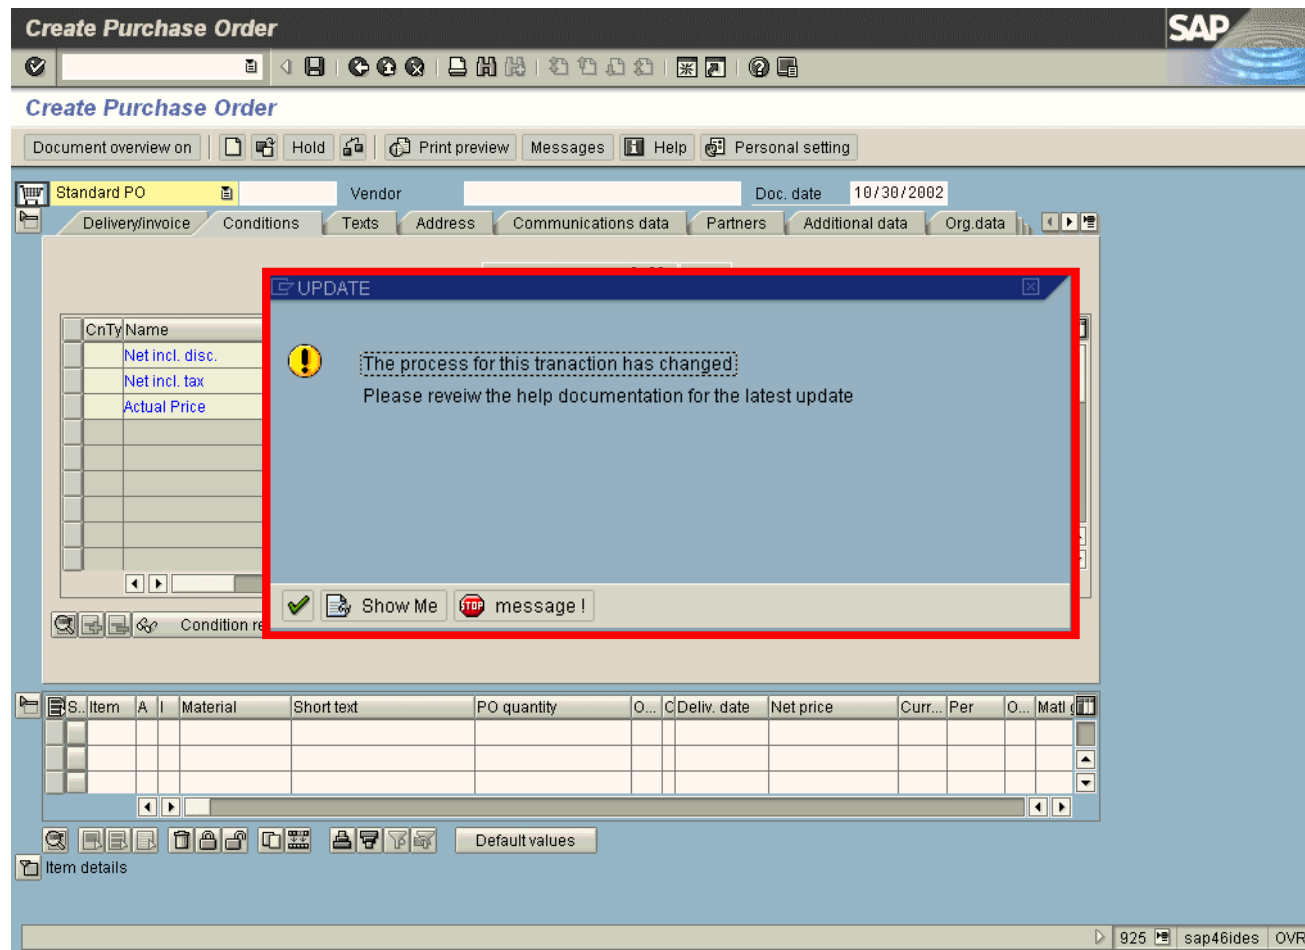 Create Purchase Order
SAP
Create Purchase Order
Document overview on Hold Print preview Messages Help Personal setting
Standard PO Vendor Doc. date 10/30/2002
Delivery/invoice Conditions Texts Address Communications data Partners Additional data Org.data
UPDATE
CnTy Name
Net incl. disc.
Net incl. tax
Actual Price
The process for this tranaction has changed
Please reveiw the help documentation for the latest update
Show Me STOP message !
Condition re
S.. Item A I Material Short text PO quantity O... C Deliv. date Net price Curr... Per O... Matl g
Default values
Item details
925 sap46ides OVR